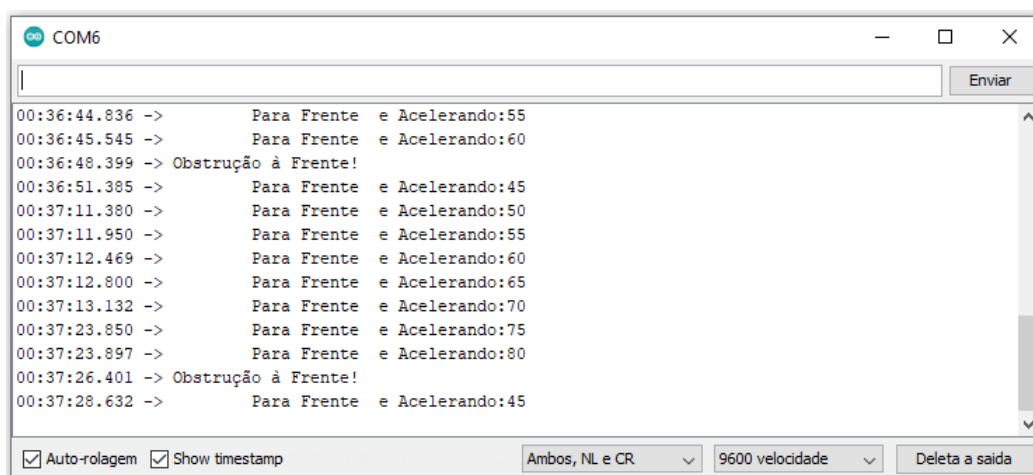 COM6
Enviar
00:36:44.836 ->         Para Frente  e Acelerando:55
00:36:45.545 ->         Para Frente  e Acelerando:60
00:36:48.399 -> Obstrução à Frente!
00:36:51.385 ->         Para Frente  e Acelerando:45
00:37:11.380 ->         Para Frente  e Acelerando:50
00:37:11.950 ->         Para Frente  e Acelerando:55
00:37:12.469 ->         Para Frente  e Acelerando:60
00:37:12.800 ->         Para Frente  e Acelerando:65
00:37:13.132 ->         Para Frente  e Acelerando:70
00:37:23.850 ->         Para Frente  e Acelerando:75
00:37:23.897 ->         Para Frente  e Acelerando:80
00:37:26.401 -> Obstrução à Frente!
00:37:28.632 ->         Para Frente  e Acelerando:45
Auto-rolagem Show timestamp Ambos, NL e CR 9600 velocidade Deleta a saida